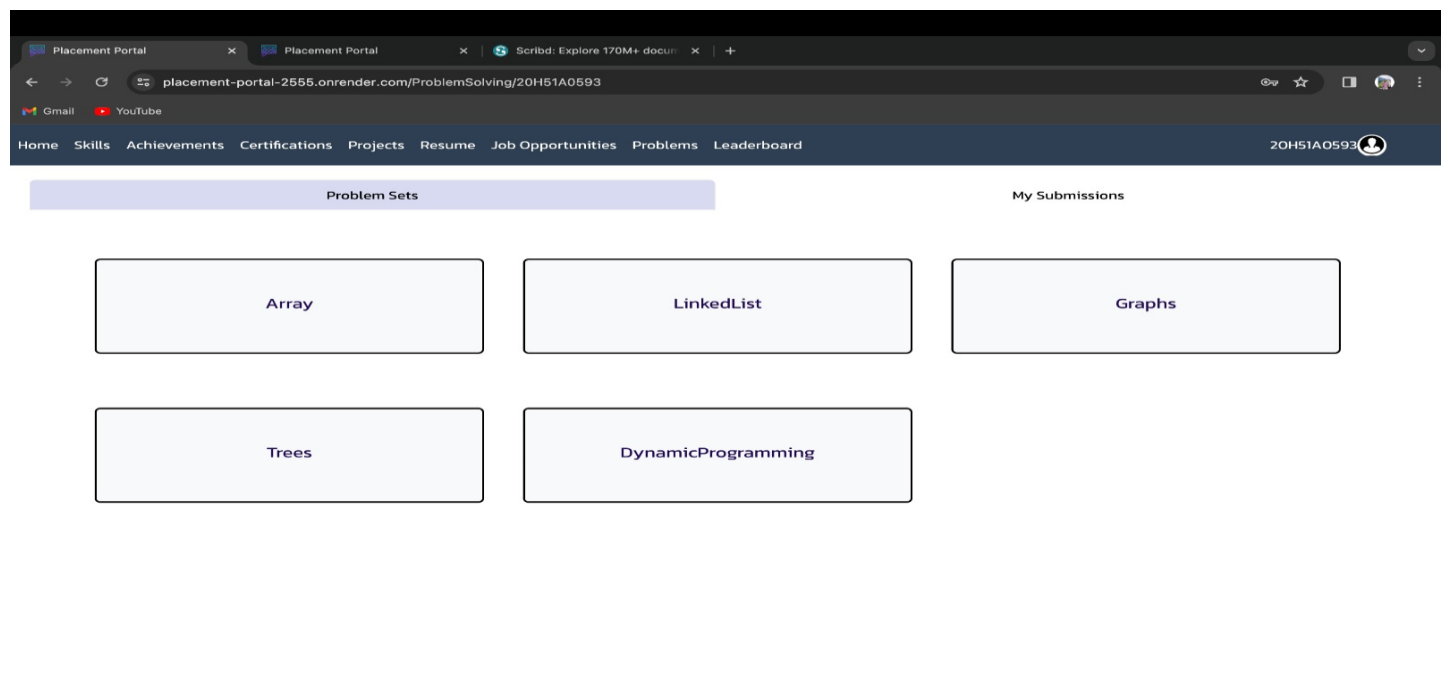 Placement Portal
Placement Portal
Scribd: Explore 170M+ docum
placement-portal-2555.onrender.com/ProblemSolving/20H51A0593
Gmail YouTube
Home Skills Achievements Certifications Projects Resume Job Opportunities Problems Leaderboard 20H51A0593
Problem Sets My Submissions
Array LinkedList Graphs
Trees DynamicProgramming